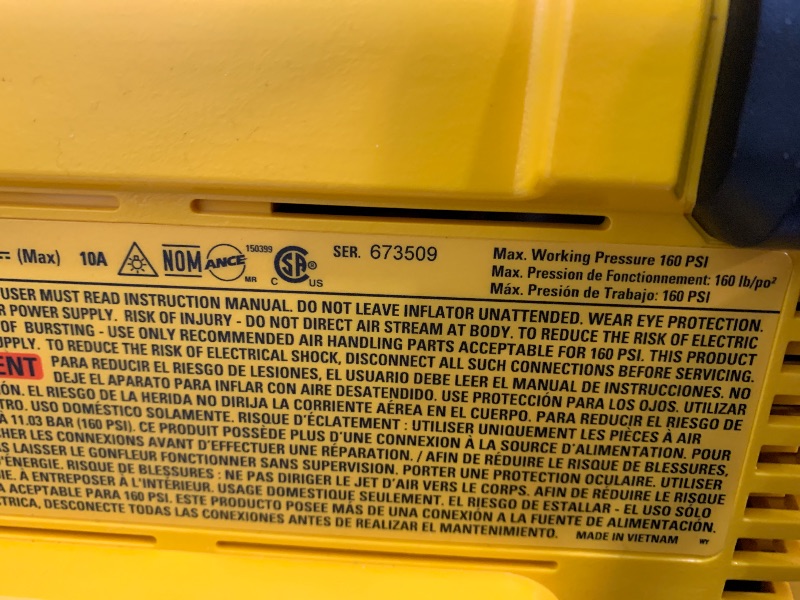 (Max) 10A NOM ANCE MR 150399 C SA® US SER. 673509
Max. Working Pressure 160 PSI
Max. Pression de Fonctionnement: 160 lb/po²
Máx. Presión de Trabajo: 160 PSI
USER MUST READ INSTRUCTION MANUAL. DO NOT LEAVE INFLATOR UNATTENDED. WEAR EYE PROTECTION.
POWER SUPPLY. RISK OF INJURY - DO NOT DIRECT AIR STREAM AT BODY. TO REDUCE THE RISK OF ELECTRIC
OF BURSTING - USE ONLY RECOMMENDED AIR HANDLING PARTS ACCEPTABLE FOR 160 PSI. THIS PRODUCT
TO REDUCE THE RISK OF ELECTRICAL SHOCK, DISCONNECT ALL SUCH CONNECTIONS BEFORE SERVICING.
PARA REDUCIR EL RIESGO DE LESIONES, EL USUARIO DEBE LEER EL MANUAL DE INSTRUCCIONES. NO
DEJE EL APARATO PARA INFLAR CON AIRE DESATENDIDO. USE PROTECCIÓN PARA LOS OJOS. UTILIZAR
EL RIESGO DE LA HERIDA NO DIRIJA LA CORRIENTE AÉREA EN EL CUERPO. PARA REDUCIR EL RIESGO DE
USO DOMÉSTICO SOLAMENTE. RISQUE D'ÉCLATEMENT : UTILISER UNIQUEMENT LES PIÈCES À AIR
À 11.03 BAR (160 PSI). CE PRODUIT POSSÈDE PLUS D'UNE CONNEXION À LA SOURCE D'ALIMENTATION. POUR
LES CONNEXIONS AVANT D'EFFECTUER UNE RÉPARATION. / AFIN DE RÉDUIRE LE RISQUE DE BLESSURES,
LAISSER LE GONFLEUR FONCTIONNER SANS SUPERVISION. PORTER UNE PROTECTION OCULAIRE. UTILISER
D'ÉNERGIE. RISQUE DE BLESSURES : NE PAS DIRIGER LE JET D'AIR VERS LE CORPS. AFIN DE RÉDUIRE LE RISQUE
À ENTREPOSER À L'INTÉRIEUR. USAGE DOMESTIQUE SEULEMENT. EL RIESGO DE ESTALLAR - EL USO SÓLO
ACEPTABLE PARA 160 PSI. ESTE PRODUCTO POSEE MÁS DE UNA CONEXIÓN A LA FUENTE DE ALIMENTACIÓN.
DESCONECTE TODAS LAS CONEXIONES ANTES DE REALIZAR EL MANTENIMIENTO. MADE IN VIETNAM WY